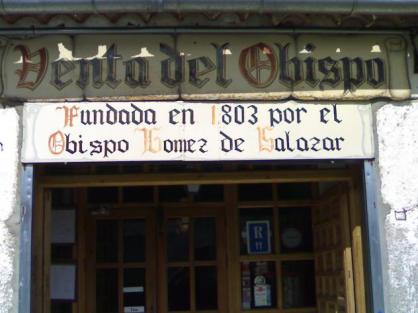 Venta del Obispo
Fundada en 1803 por el
Obispo Gomez de Salazar
R